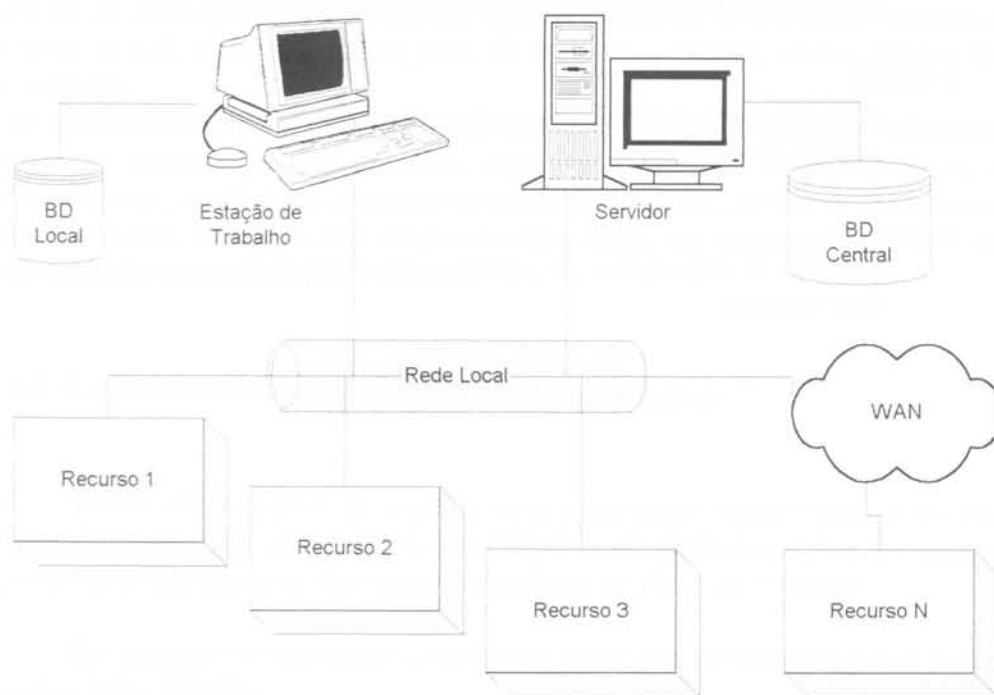 BD
Local
Estação de
Trabalho
Servidor
BD
Central
Rede Local
WAN
Recurso 1
Recurso 2
Recurso 3
Recurso N